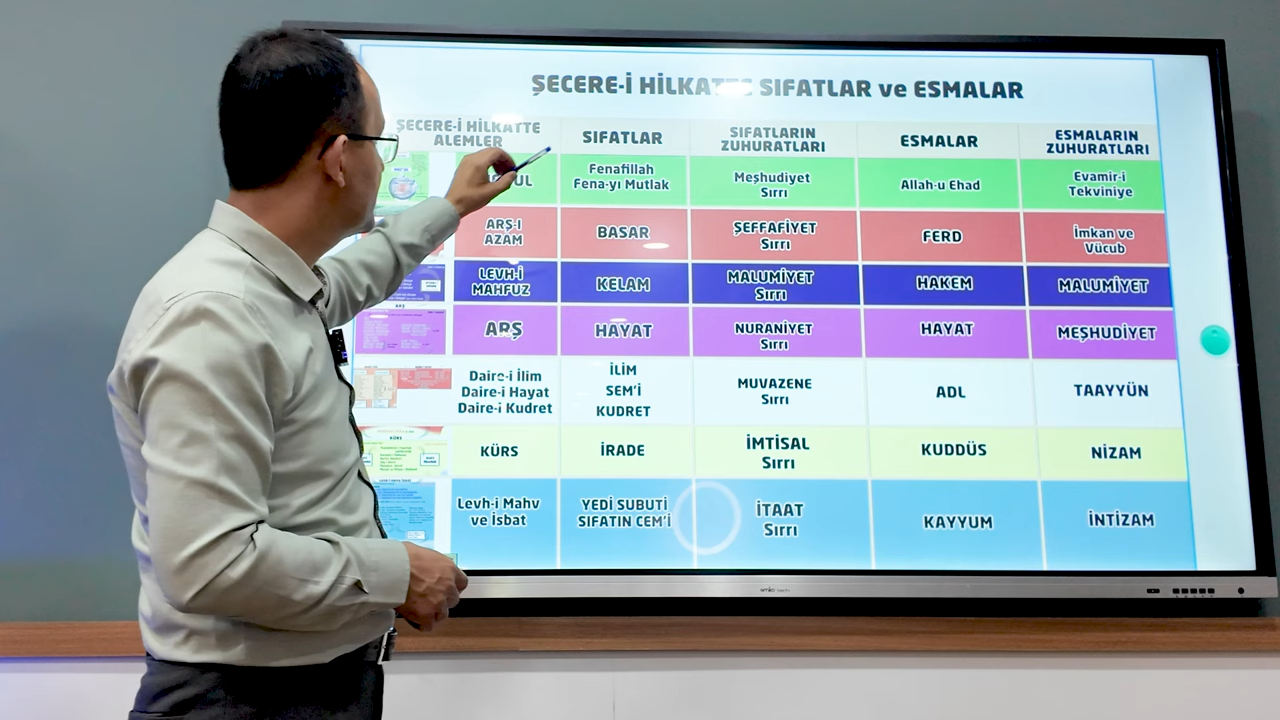 ŞECERE-İ HİLKATTE SIFATLAR ve ESMALAR
ŞECERE-İ HİLKATTE
ALEMLER
SIFATLAR
SIFATLARIN
ZUHURATLARI
ESMALAR
ESMALARIN
ZUHURATLARI
Fenafillah
Fena-yı Mutlak
Meşhudiyet
Sırrı
Allah-u Ehad
Evamir-i
Tekviniye
ARŞ-I
AZAM
BASAR
ŞEFFAFİYET
Sırrı
FERD
İmkan ve
Vücub
LEVH-İ
MAHFUZ
KELAM
MALUMİYET
Sırrı
HAKEM
MALUMİYET
ARŞ
HAYAT
NURANİYET
Sırrı
HAYAT
MEŞHUDİYET
Daire-i İlim
Daire-i Hayat
Daire-i Kudret
İLİM
SEM'İ
KUDRET
MUVAZENE
Sırrı
ADL
TAAYYÜN
KÜRS
KÜRS
İRADE
İMTİSAL
Sırrı
KUDDÜS
NİZAM
Levh-i Mahv
ve İsbat
YEDİ SUBUTİ
SIFATIN CEM'İ
İTAAT
Sırrı
KAYYUM
İNTİZAM